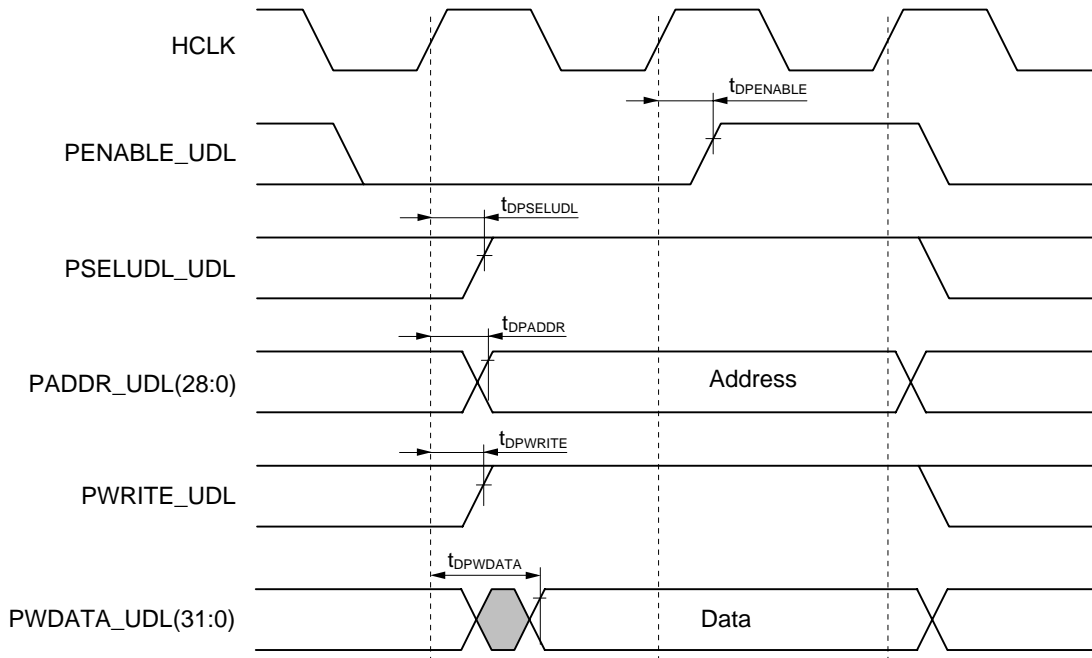 HCLK
tDPENABLE
PENABLE_UDL
tDPSELUDL
PSELUDL_UDL
tDPADDR
PADDR_UDL(28:0)
Address
tDPWRITE
PWRITE_UDL
tDPWDATA
PWDATA_UDL(31:0)
Data